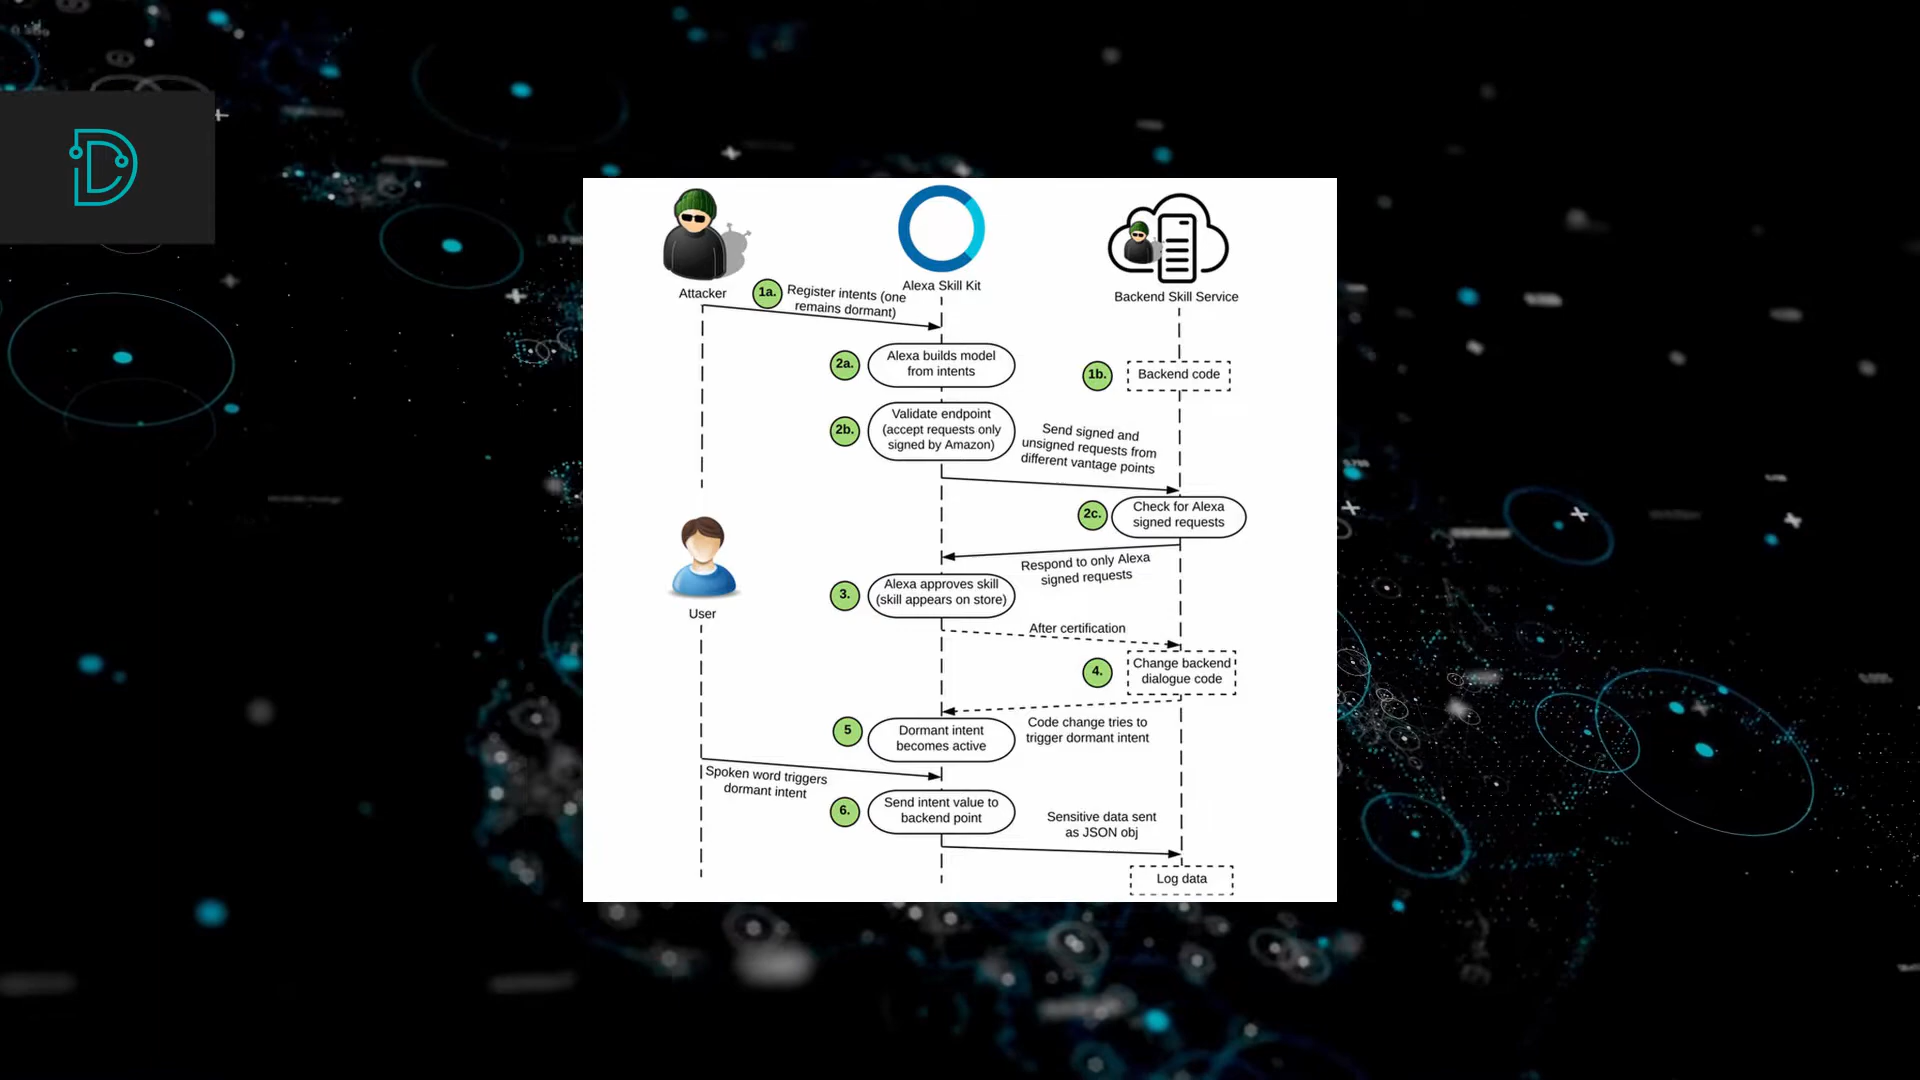 Attacker
Alexa Skill Kit
Backend Skill Service
1a.
Register intents (one
remains dormant)
2a.
Alexa builds model
from intents
1b.
Backend code
2b.
Validate endpoint
(accept requests only
signed by Amazon)
Send signed and
unsigned requests from
different vantage points
2c.
Check for Alexa
signed requests
Respond to only Alexa
signed requests
3.
Alexa approves skill
(skill appears on store)
User
After certification
4.
Change backend
dialogue code
5
Dormant intent
becomes active
Code change tries to
trigger dormant intent
Spoken word triggers
dormant intent
6.
Send intent value to
backend point
Sensitive data sent
as JSON obj
Log data